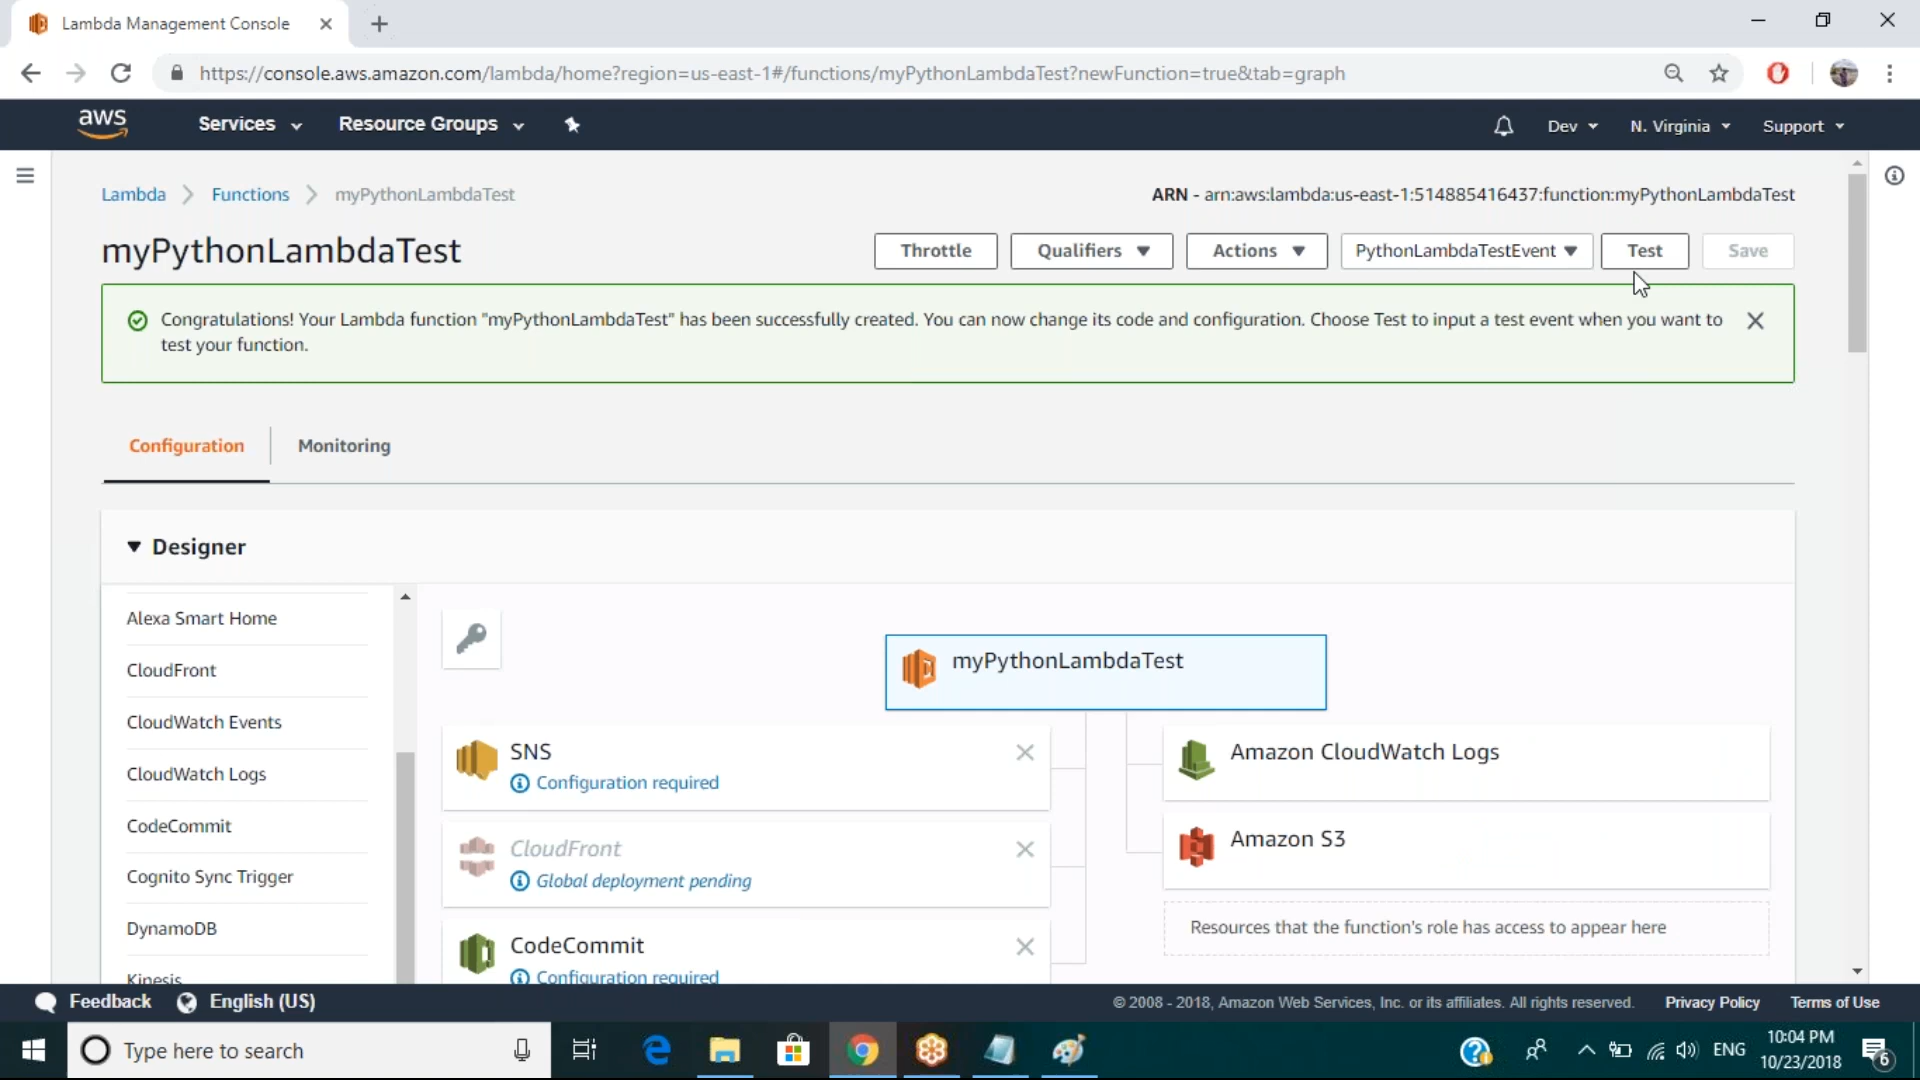 Lambda Management Console
https://console.aws.amazon.com/lambda/home?region=us-east-1#/functions/myPythonLambdaTest?newFunction=true&tab=graph
aws
Services
Resource Groups
Dev
N. Virginia
Support
Lambda
Functions
myPythonLambdaTest
ARN - arn:aws:lambda:us-east-1:514885416437:function:myPythonLambdaTest
myPythonLambdaTest
Throttle
Qualifiers
Actions
PythonLambdaTestEvent
Test
Save
Congratulations! Your Lambda function "myPythonLambdaTest" has been successfully created. You can now change its code and configuration. Choose Test to input a test event when you want to
test your function.
Configuration
Monitoring
Designer
Alexa Smart Home
CloudFront
CloudWatch Events
CloudWatch Logs
CodeCommit
Cognito Sync Trigger
DynamoDB
Kinesis
myPythonLambdaTest
SNS
Configuration required
CloudFront
Global deployment pending
CodeCommit
Configuration required
Amazon CloudWatch Logs
Amazon S3
Resources that the function's role has access to appear here
Feedback
English (US)
© 2008 - 2018, Amazon Web Services, Inc. or its affiliates. All rights reserved.
Privacy Policy
Terms of Use
Type here to search
ENG
10:04 PM
10/23/2018
6